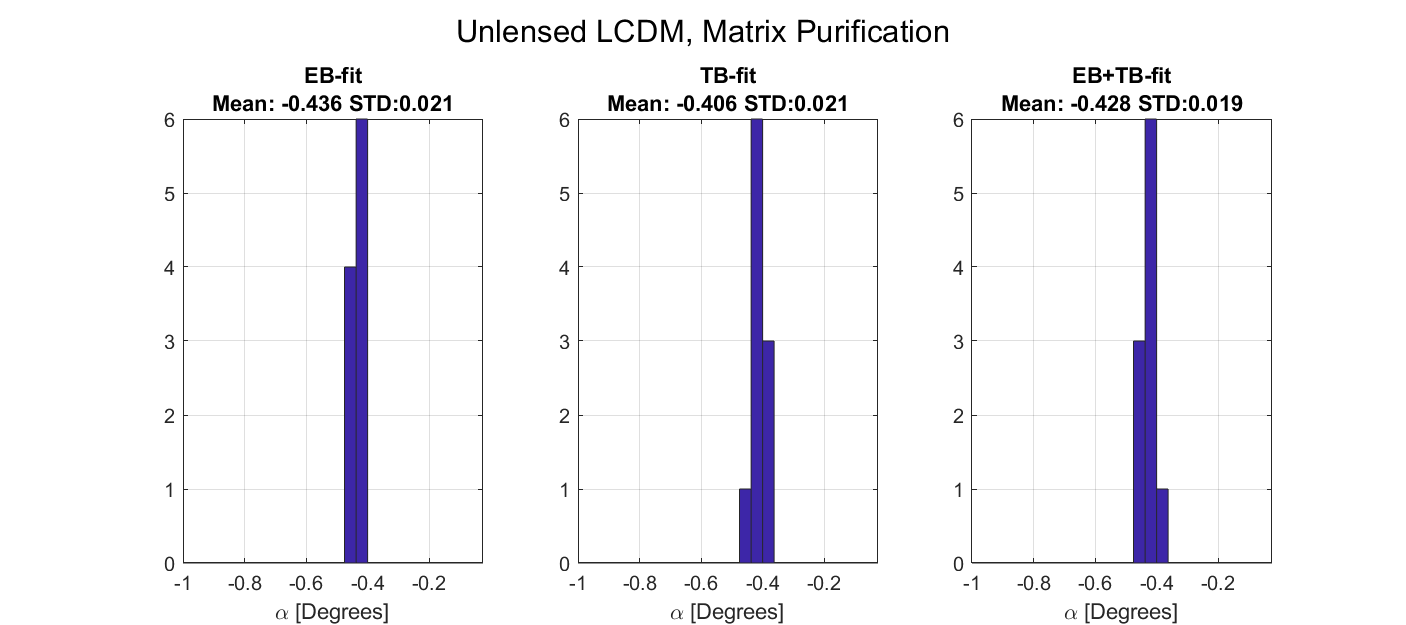 Unlensed LCDM, Matrix Purification
EB-fit
Mean: -0.436 STD:0.021
6
5
4
3
2
1
0
-1 -0.8 -0.6 -0.4 -0.2
α [Degrees]
TB-fit
Mean: -0.406 STD:0.021
6
5
4
3
2
1
0
-1 -0.8 -0.6 -0.4 -0.2
α [Degrees]
EB+TB-fit
Mean: -0.428 STD:0.019
6
5
4
3
2
1
0
-1 -0.8 -0.6 -0.4 -0.2
α [Degrees]